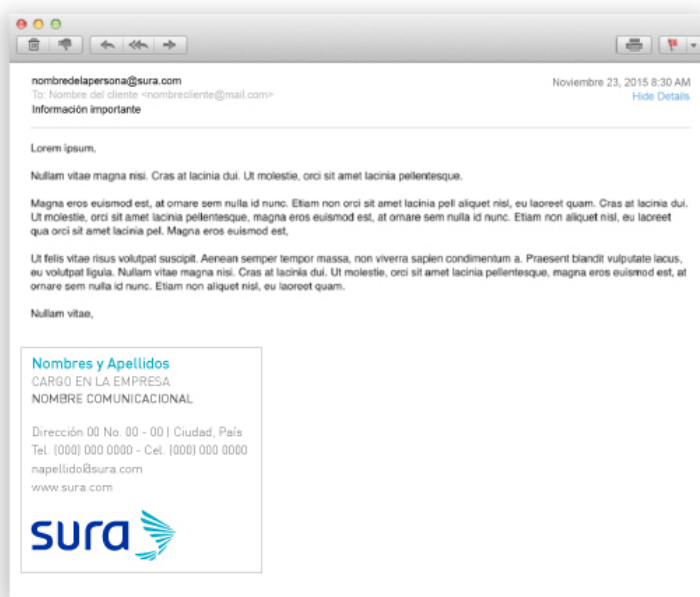 nombredelapersona@sura.com
Noviembre 23, 2015 8:30 AM
To: Nombre del cliente <nombrecliente@mail.com>
Hide Details
Información importante
Lorem ipsum,
Nullam vitae magna nisi. Cras at lacinia dui. Ut molestie, orci sit amet lacinia pellentesque.
Magna eros euismod est, at ornare sem nulla id nunc. Etiam non orci sit amet lacinia pell aliquet nisl, eu laoreet quam. Cras at lacinia dui.
Ut molestie, orci sit amet lacinia pellentesque, magna eros euismod est, at ornare sem nulla id nunc. Etiam non aliquet nisl, eu laoreet
qua orci sit amet lacinia pel. Magna eros euismod est,
Ut felis vitae risus volutpat suscipit. Aenean semper tempor massa, non viverra sapien condimentum a. Praesent blandit vulputate lacus,
eu volutpat ligula. Nullam vitae magna nisi. Cras at lacinia dui. Ut molestie, orci sit amet lacinia pellentesque, magna eros euismod est, at
ornare sem nulla id nunc. Etiam non aliquet nisl, eu laoreet quam.
Nullam vitae,
Nombres y Apellidos
CARGO EN LA EMPRESA
NOMBRE COMUNICACIONAL
Dirección 00 No. 00 - 00 | Ciudad, País
Tel. (000) 000 0000 - Cel. (000) 000 0000
napellido@sura.com
www.sura.com
sura